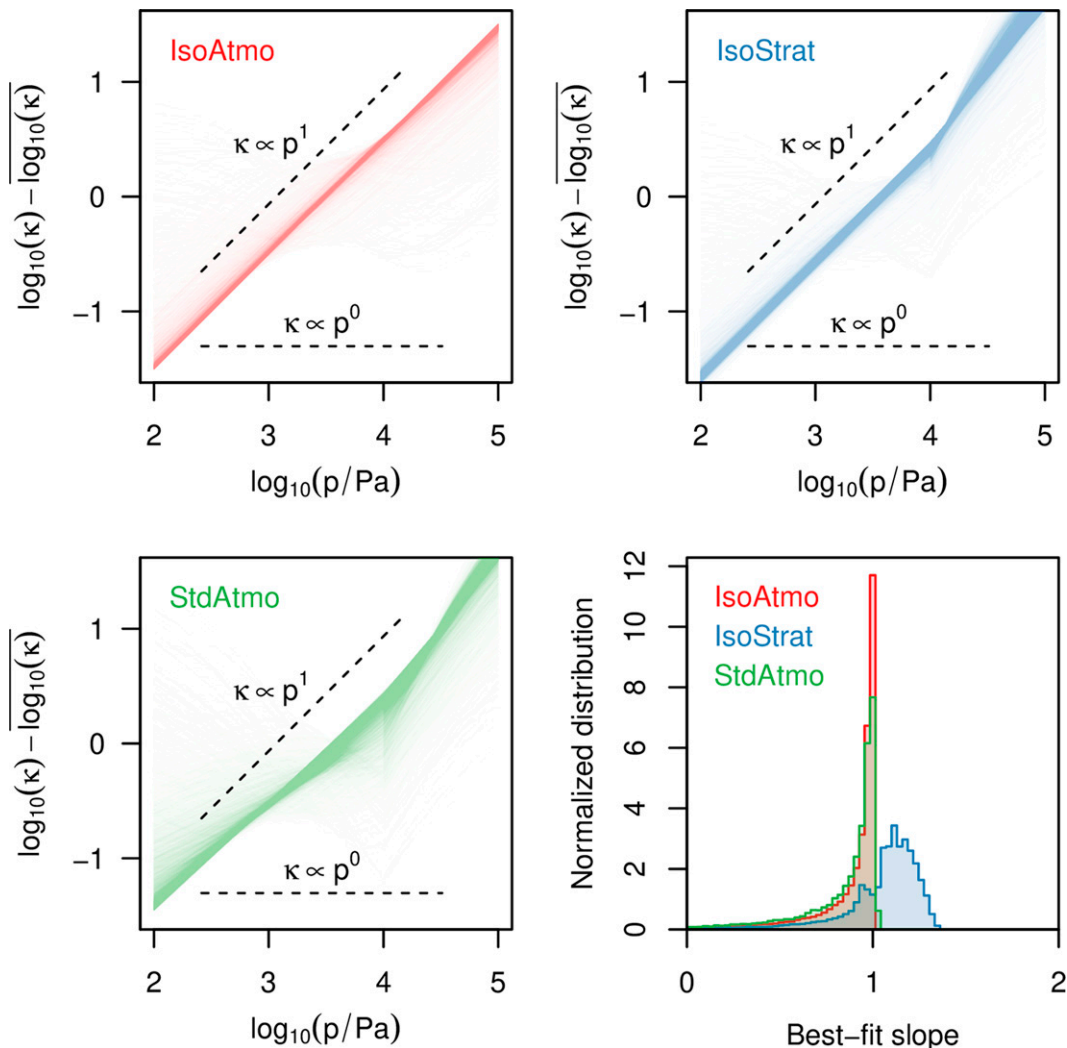 IsoAtmo
log₁₀(κ) − log₁₀(κ)
κ ∝ p¹
κ ∝ p⁰
1
0
−1
2 3 4 5
log₁₀(p/Pa)
IsoStrat
log₁₀(κ) − log₁₀(κ)
κ ∝ p¹
κ ∝ p⁰
1
0
−1
2 3 4 5
log₁₀(p/Pa)
StdAtmo
log₁₀(κ) − log₁₀(κ)
κ ∝ p¹
κ ∝ p⁰
1
0
−1
2 3 4 5
log₁₀(p/Pa)
IsoAtmo
IsoStrat
StdAtmo
Normalized distribution
12
10
8
6
4
2
0
0 1 2
Best−fit slope